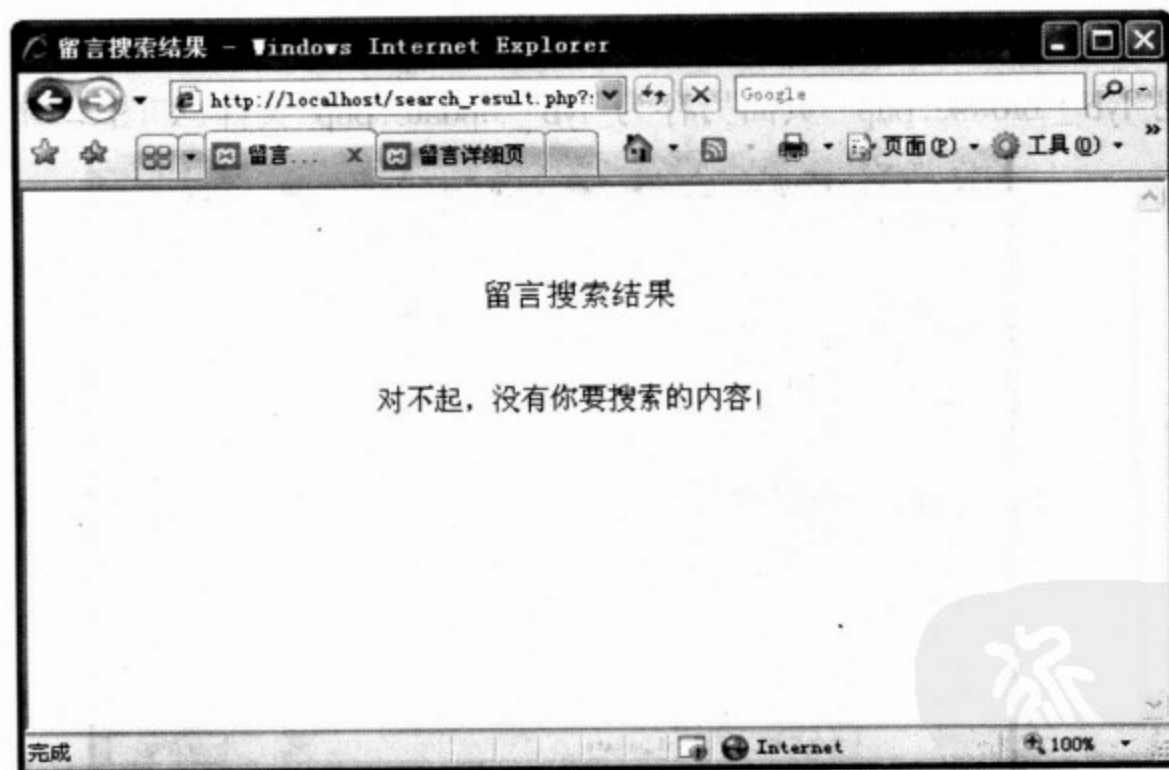 留言搜索结果 - Windows Internet Explorer
http://localhost/search_result.php?:
Google
留言...
留言详细页
页面(P)
工具(O)
留言搜索结果
对不起，没有你要搜索的内容!
完成
Internet
100%